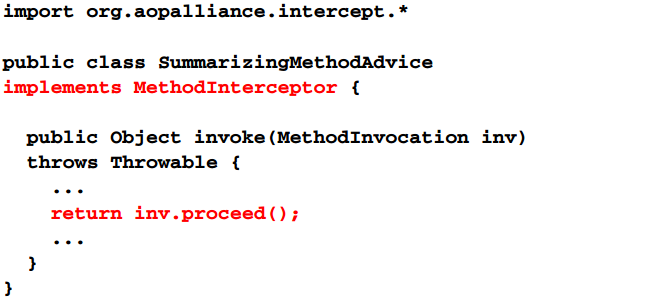 import org.aopalliance.intercept.*
public class SummarizingMethodAdvice
implements MethodInterceptor {
public Object invoke(MethodInvocation inv)
throws Throwable {
...
return inv.proceed();
...
}
}